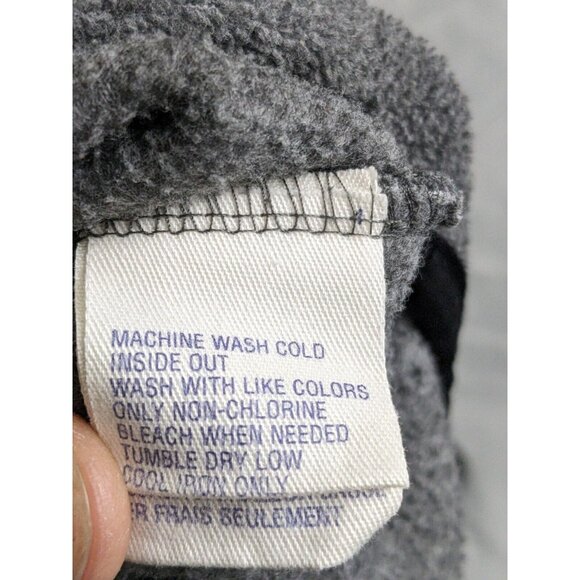 MACHINE WASH COLD
INSIDE OUT
WASH WITH LIKE COLORS
ONLY NON-CHLORINE
BLEACH WHEN NEEDED
TUMBLE DRY LOW
COOL IRON ONLY
ER FRAIS SEULEMENT